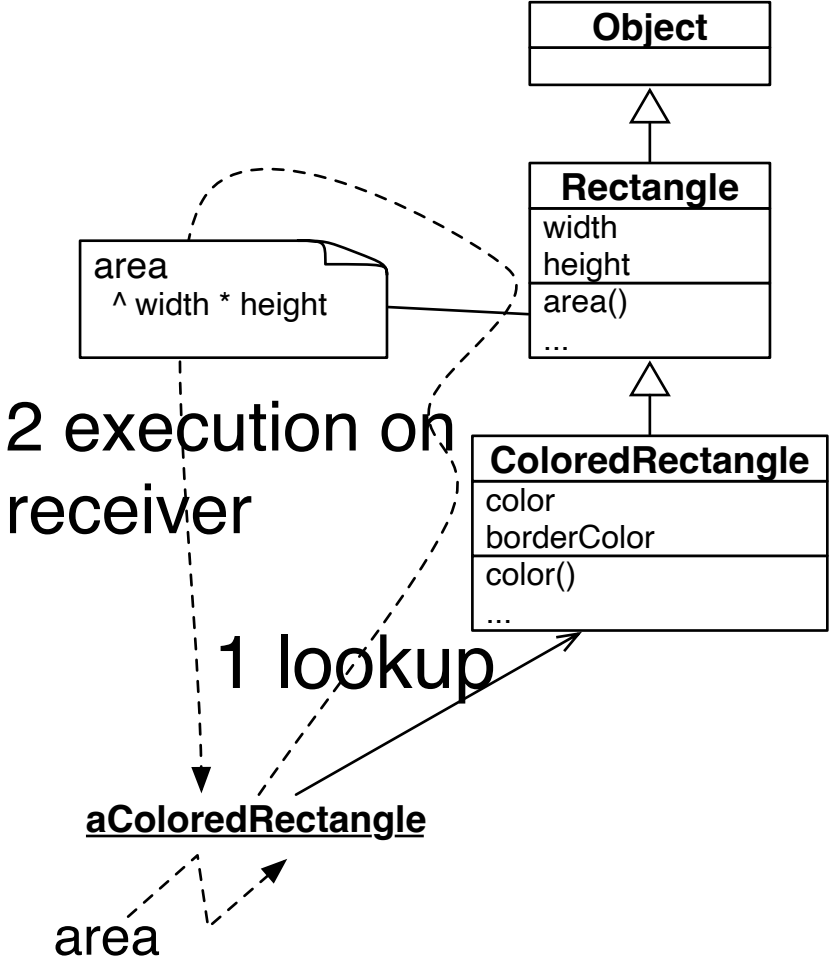 Object
Rectangle
width
height
area()
...
area
^ width * height
2 execution on
receiver
ColoredRectangle
color
borderColor
color()
...
1 lookup
aColoredRectangle
area